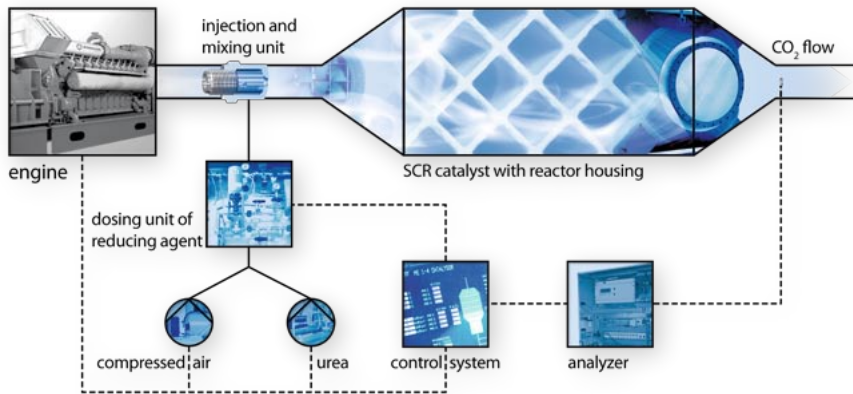 injection and
mixing unit
CO₂ flow
engine
SCR catalyst with reactor housing
dosing unit of
reducing agent
compressed air
urea
control system
analyzer